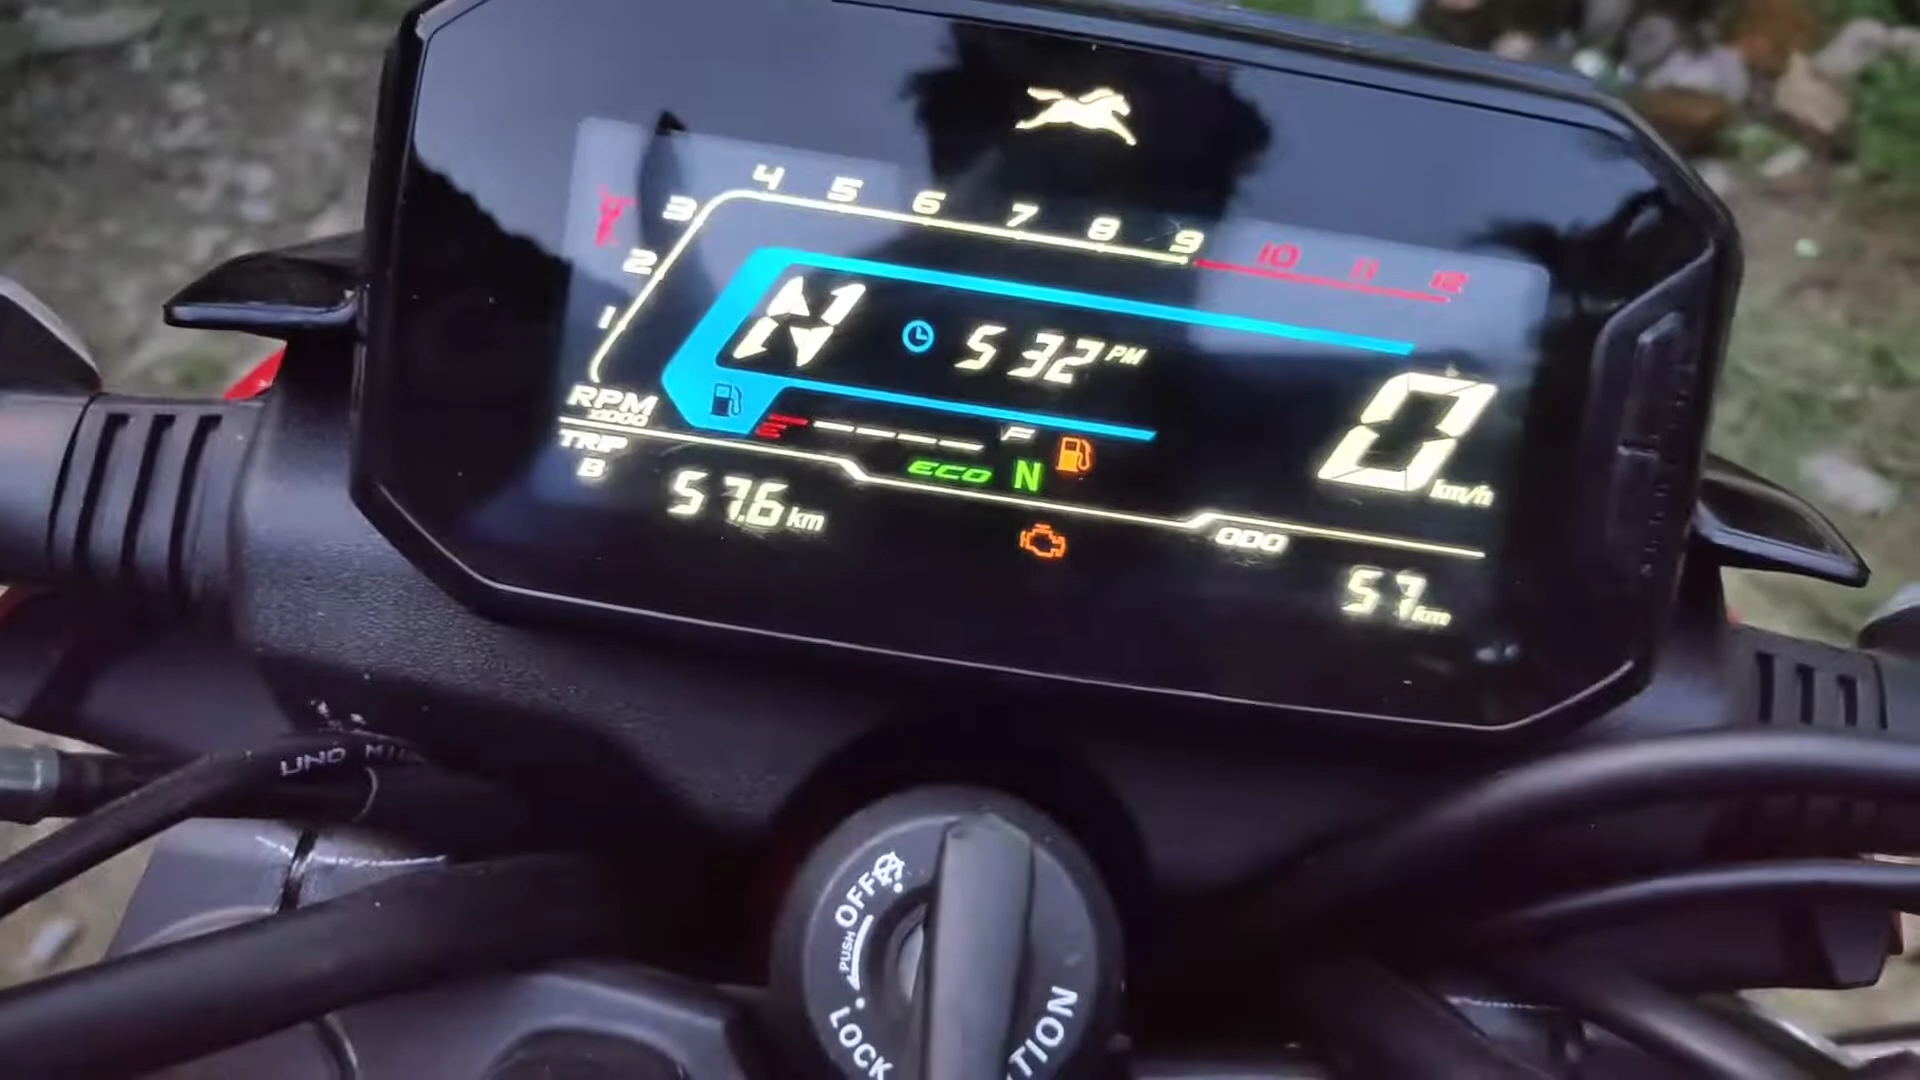 4 5 6 7 8 9 10 11 12
3
2
1
N 5 32 PM
0 km/h
RPM
x1000
E F
ECO N
TRIP
B
57.6 km
ODO
57 km
OFF
PUSH
LOCK